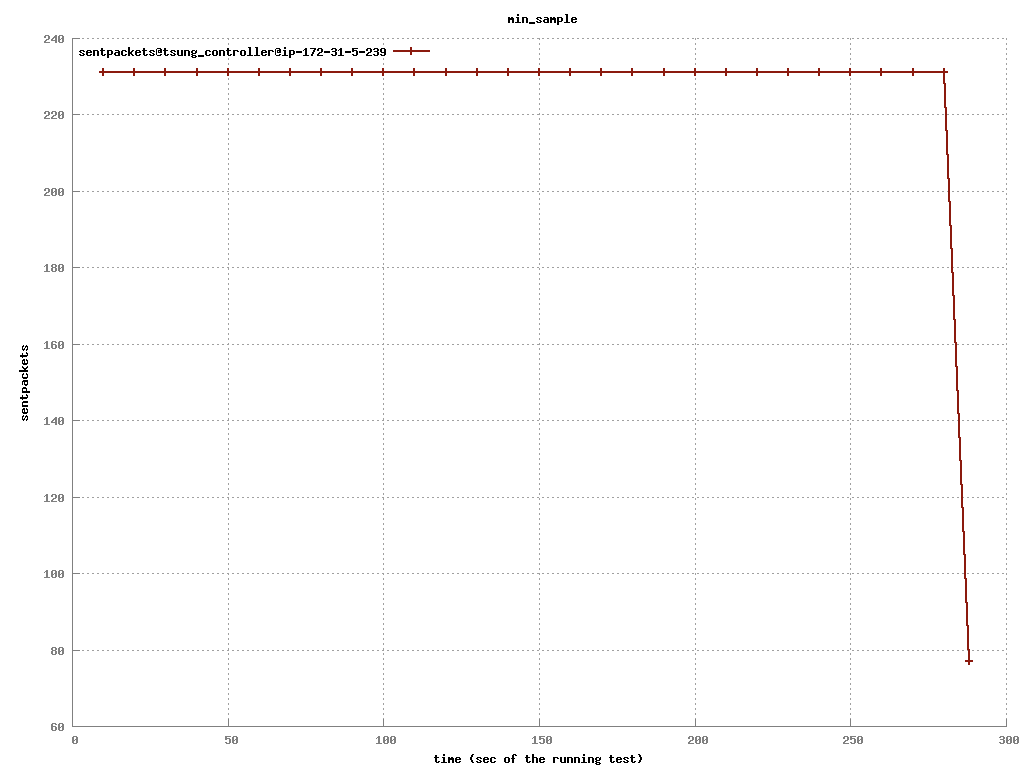 min_sample
sentpackets@tsung_controller@ip-172-31-5-239
240
220
200
180
160
140
120
100
80
60
sentpackets
0 50 100 150 200 250 300
time (sec of the running test)